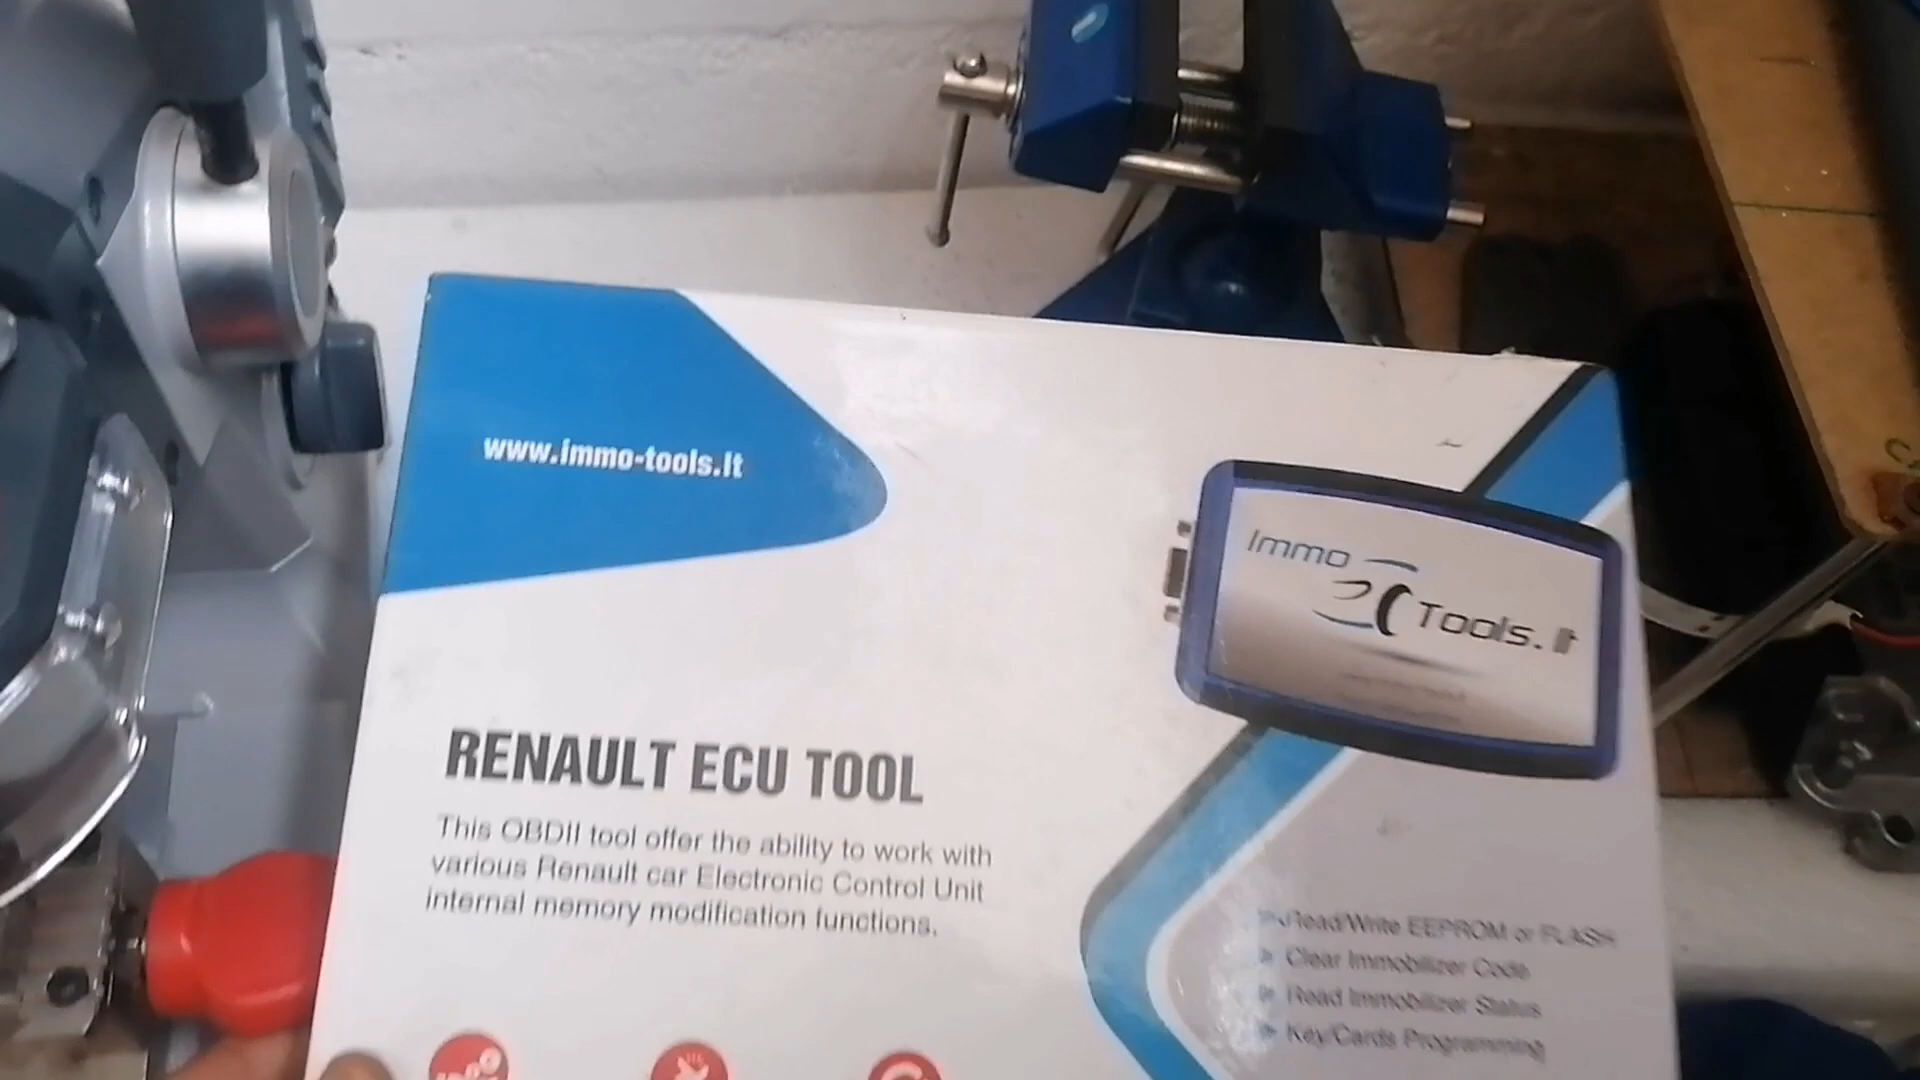 www.immo-tools.lt
Immo
Tools.lt
RENAULT ECU TOOL
This OBDII tool offer the ability to work with
various Renault car Electronic Control Unit
internal memory modification functions.
Read/Write EEPROM or FLASH
Clear Immobilizer Code
Read Immobilizer Status
Key/Cards Programming